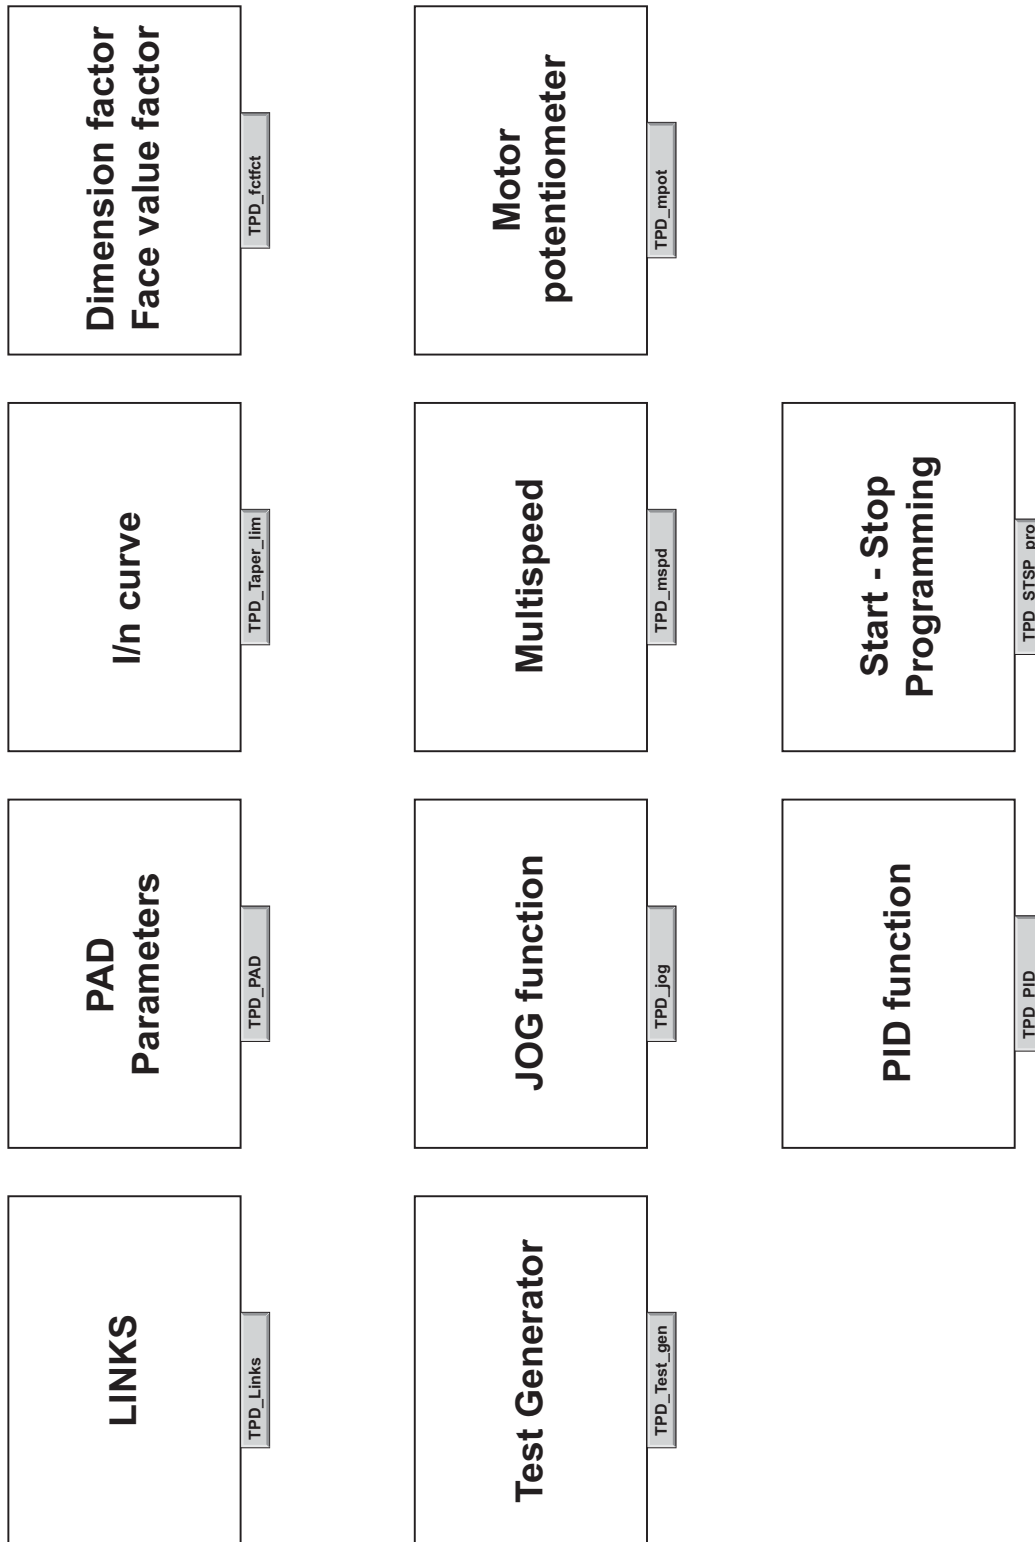 LINKS
TPD_Links
PAD
Parameters
TPD_PAD
I/n curve
TPD_Taper_lim
Dimension factor
Face value factor
TPD_fctfct
Test Generator
TPD_Test_gen
JOG function
TPD_jog
Multispeed
TPD_mspd
Motor
potentiometer
TPD_mpot
PID function
TPD_PID
Start - Stop
Programming
TPD_STSP_pro